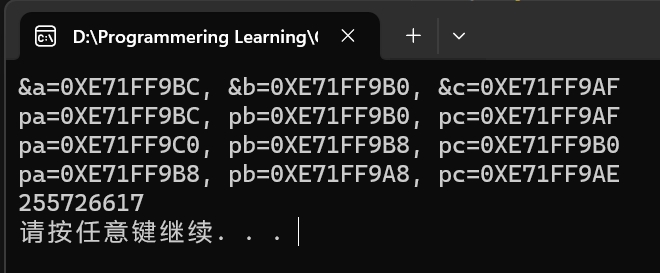 D:\Programmering Learning\
&a=0XE71FF9BC, &b=0XE71FF9B0, &c=0XE71FF9AF
pa=0XE71FF9BC, pb=0XE71FF9B0, pc=0XE71FF9AF
pa=0XE71FF9C0, pb=0XE71FF9B8, pc=0XE71FF9B0
pa=0XE71FF9B8, pb=0XE71FF9A8, pc=0XE71FF9AE
255726617
请按任意键继续. . .